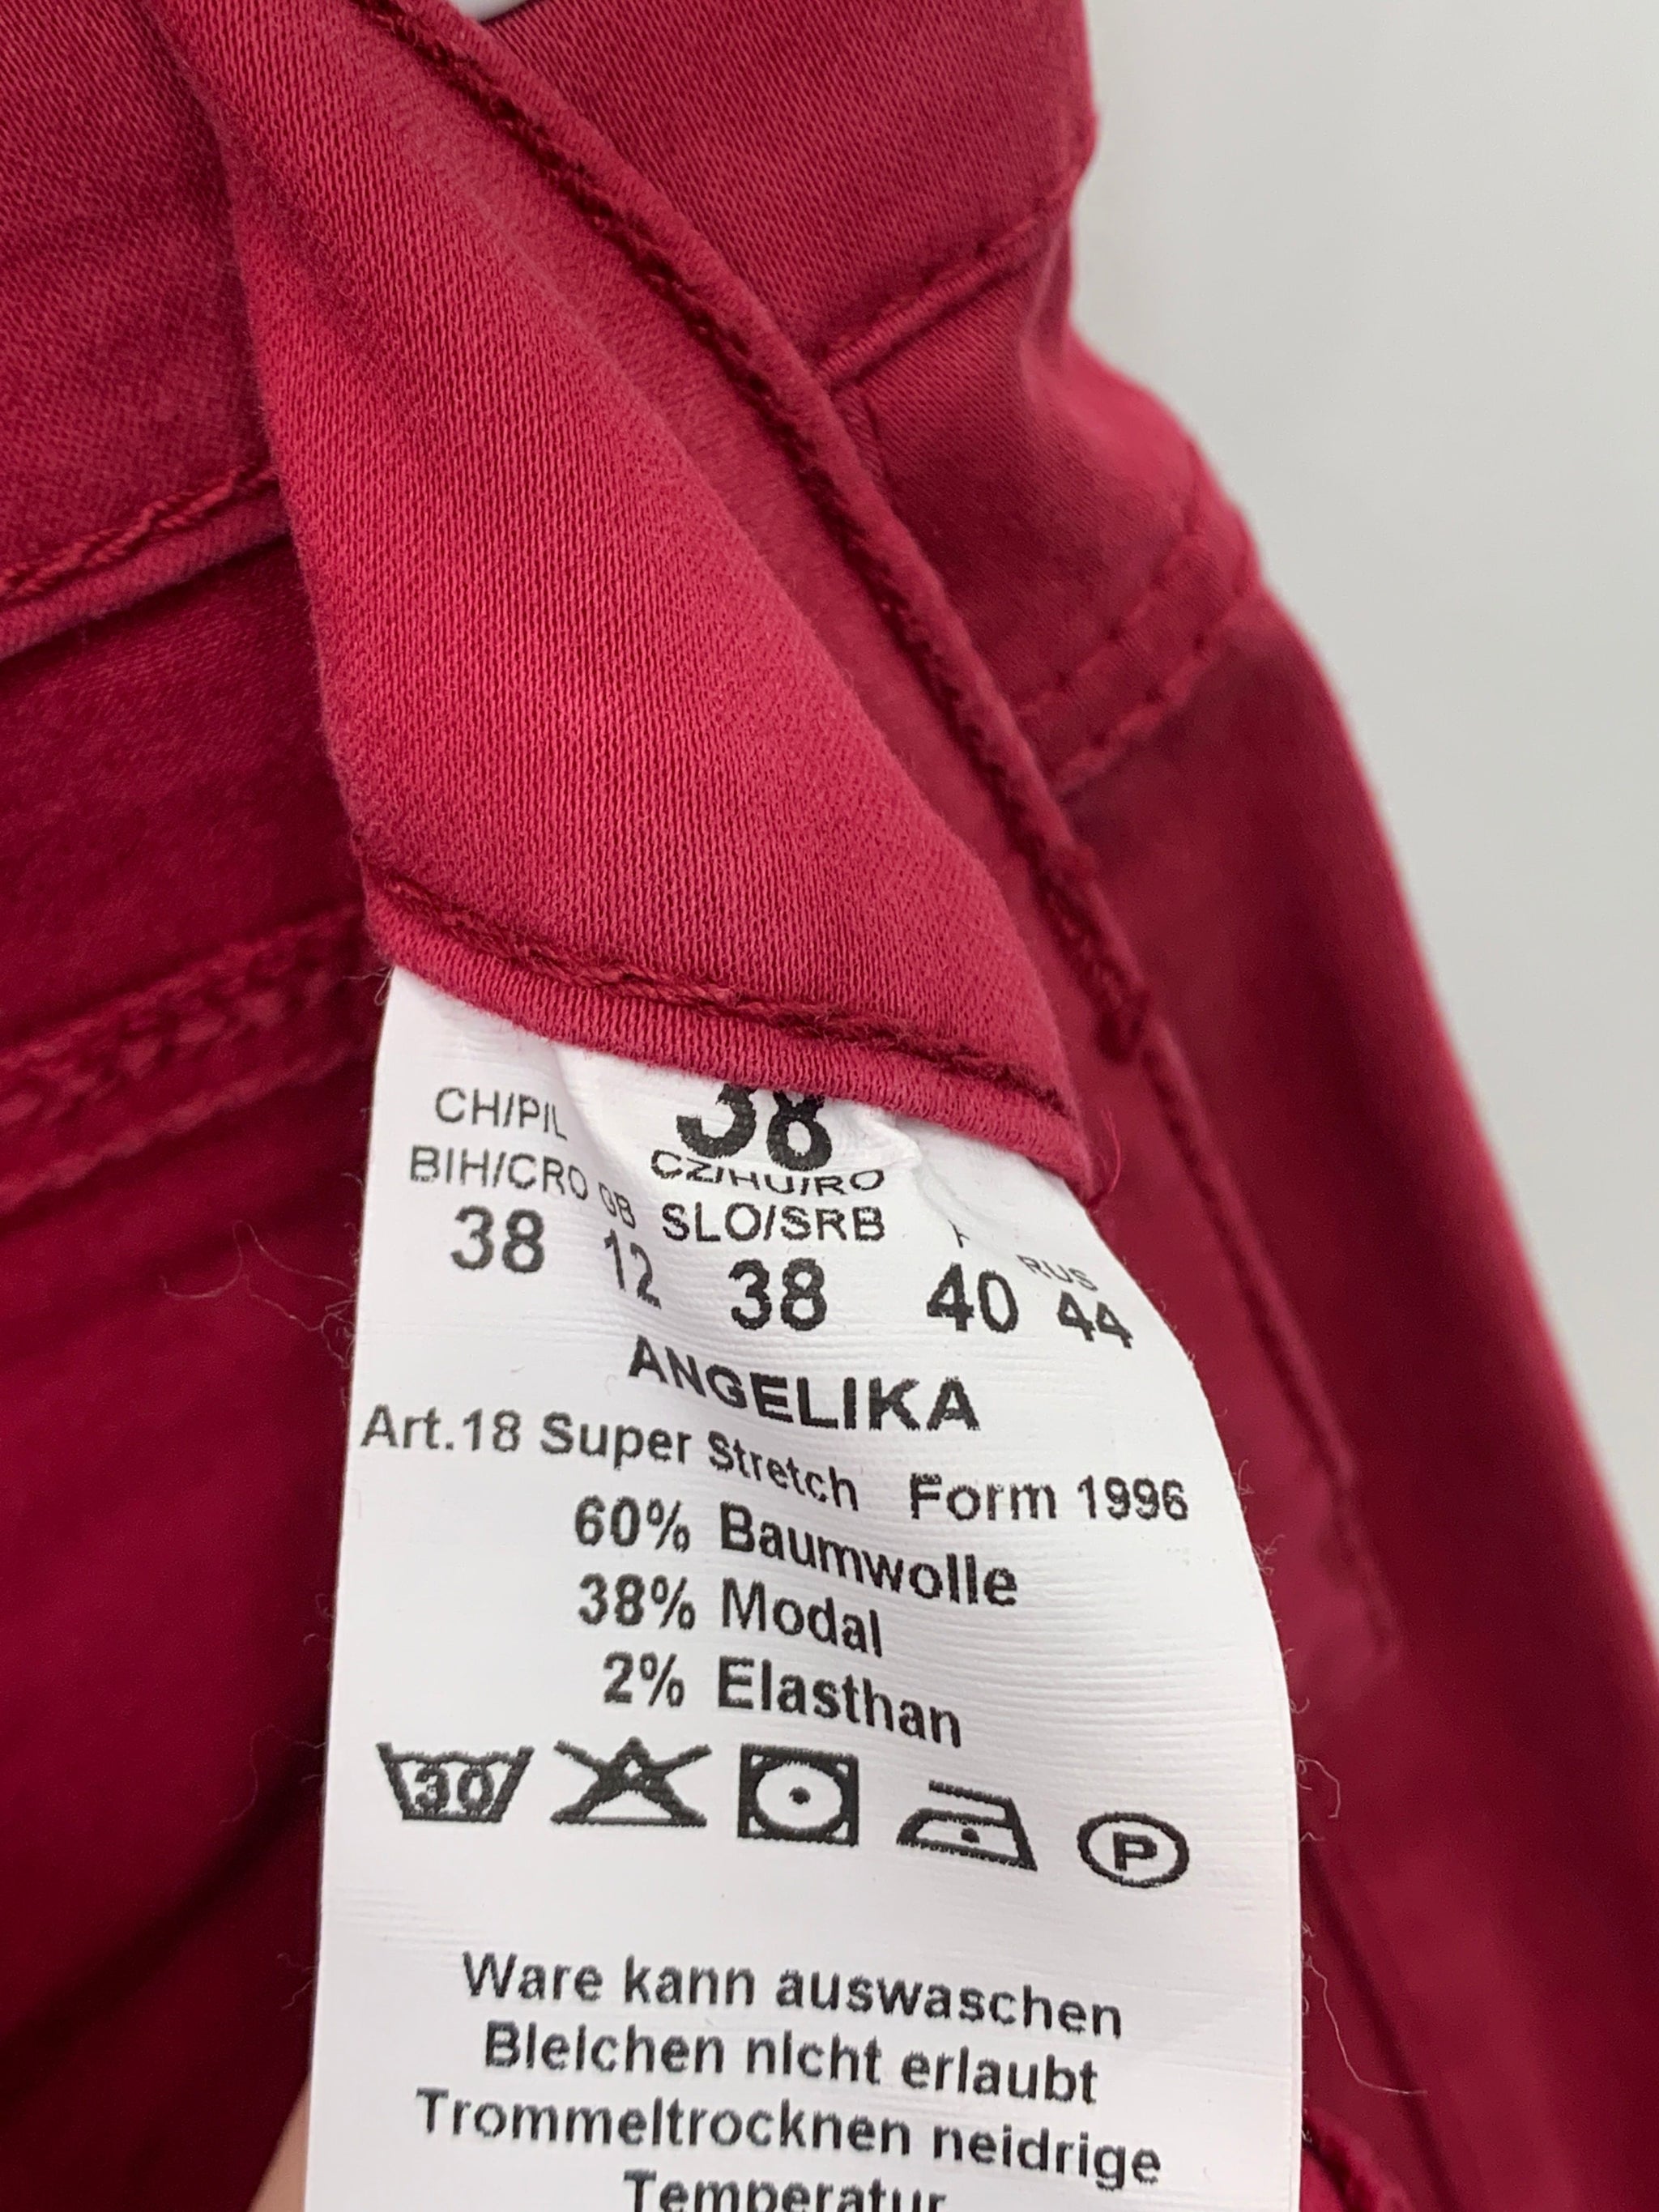 38
CH/P/L CZ/HU/RO
BIH/CRO GB SLO/SRB F RUS
38 12 38 40 44
ANGELIKA
Art.18 Super Stretch Form 1996
60% Baumwolle
38% Modal
2% Elasthan
30 P
Ware kann auswaschen
Bleichen nicht erlaubt
Trommeltrocknen neidrige
Temperatur